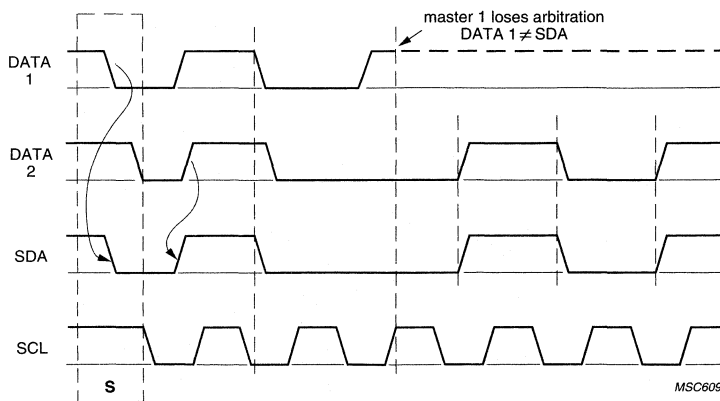 master 1 loses arbitration
DATA 1 ≠ SDA
DATA
1
DATA
2
SDA
SCL
S
MSC609